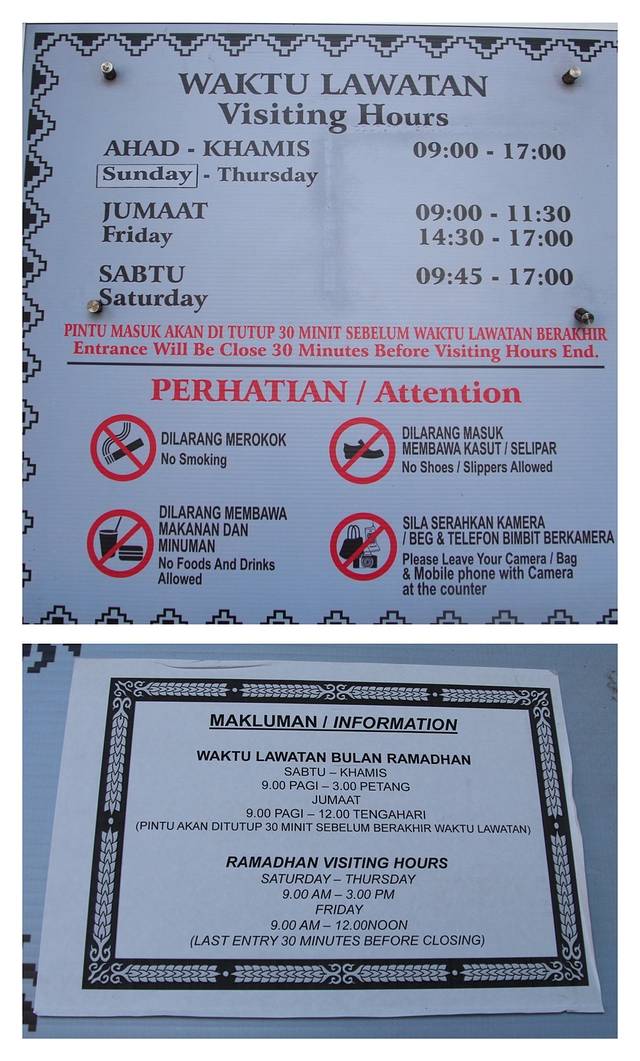 WAKTU LAWATAN
Visiting Hours
AHAD - KHAMIS 09:00 - 17:00
Sunday - Thursday
JUMAAT 09:00 - 11:30
Friday 14:30 - 17:00
SABTU 09:45 - 17:00
Saturday
PINTU MASUK AKAN DI TUTUP 30 MINIT SEBELUM WAKTU LAWATAN BERAKHIR
Entrance Will Be Close 30 Minutes Before Visiting Hours End.
PERHATIAN / Attention
DILARANG MEROKOK
No Smoking
DILARANG MASUK
MEMBAWA KASUT / SELIPAR
No Shoes / Slippers Allowed
DILARANG MEMBAWA
MAKANAN DAN
MINUMAN
No Foods And Drinks
Allowed
SILA SERAHKAN KAMERA
/ BEG & TELEFON BIMBIT BERKAMERA
Please Leave Your Camera / Bag
& Mobile phone with Camera
at the counter
MAKLUMAN / INFORMATION
WAKTU LAWATAN BULAN RAMADHAN
SABTU – KHAMIS
9.00 PAGI – 3.00 PETANG
JUMAAT
9.00 PAGI – 12.00 TENGAHARI
(PINTU AKAN DITUTUP 30 MINIT SEBELUM BERAKHIR WAKTU LAWATAN)
RAMADHAN VISITING HOURS
SATURDAY – THURSDAY
9.00 AM – 3.00 PM
FRIDAY
9.00 AM – 12.00NOON
(LAST ENTRY 30 MINUTES BEFORE CLOSING)